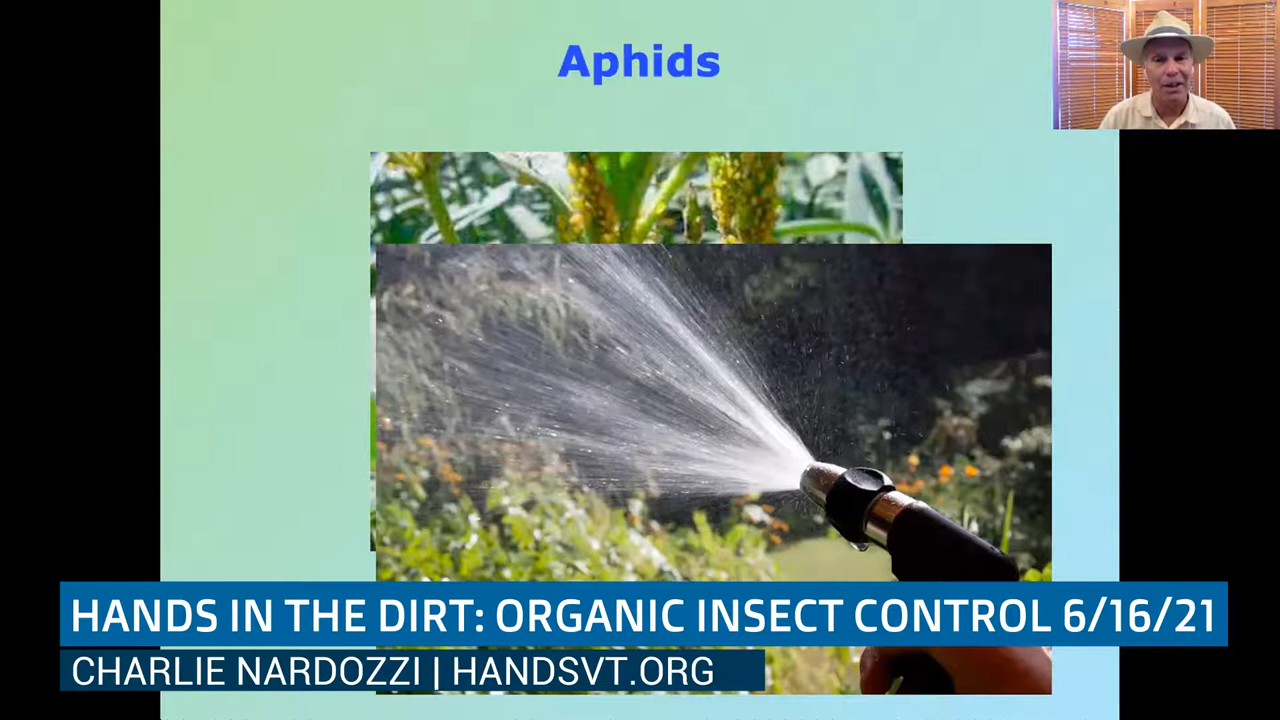 Aphids
HANDS IN THE DIRT: ORGANIC INSECT CONTROL 6/16/21
CHARLIE NARDOZZI | HANDSVT.ORG